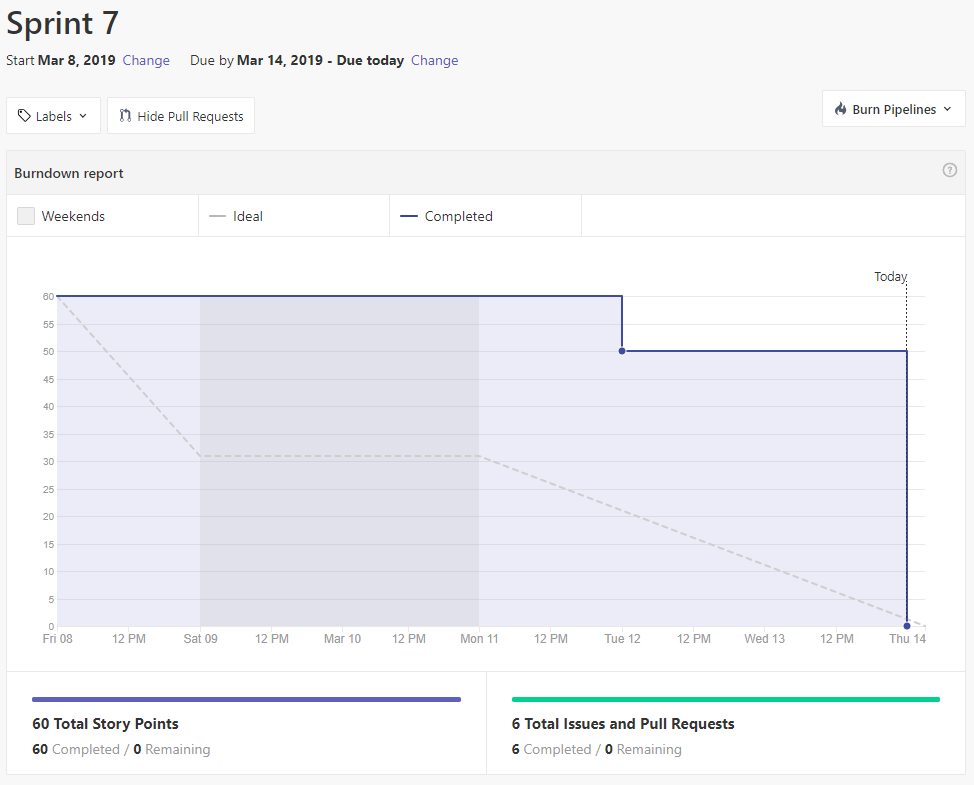 Sprint 7
Start Mar 8, 2019 Change Due by Mar 14, 2019 - Due today Change
Labels Hide Pull Requests Burn Pipelines
Burndown report ?
Weekends Ideal Completed
Today
60
55
50
45
40
35
30
25
20
15
10
5
0
Fri 08 12 PM Sat 09 12 PM Mar 10 12 PM Mon 11 12 PM Tue 12 12 PM Wed 13 12 PM Thu 14
60 Total Story Points
60 Completed / 0 Remaining
6 Total Issues and Pull Requests
6 Completed / 0 Remaining